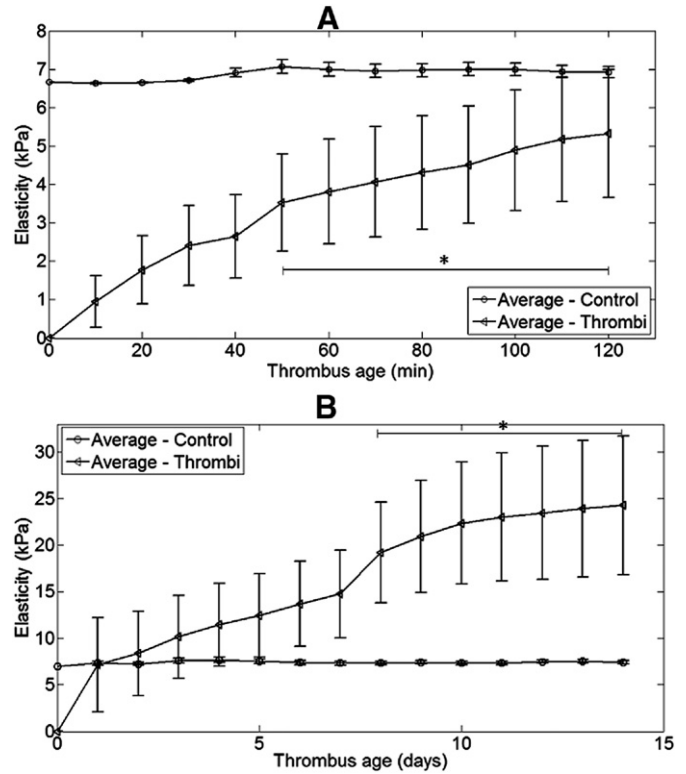 A
8
7
6
5
4
3
2
1
0
Elasticity (kPa)
*
Average - Control
Average - Thrombi
0 20 40 60 80 100 120
Thrombus age (min)
B
Average - Control
Average - Thrombi
*
30
25
20
15
10
5
0
Elasticity (kPa)
0 5 10 15
Thrombus age (days)